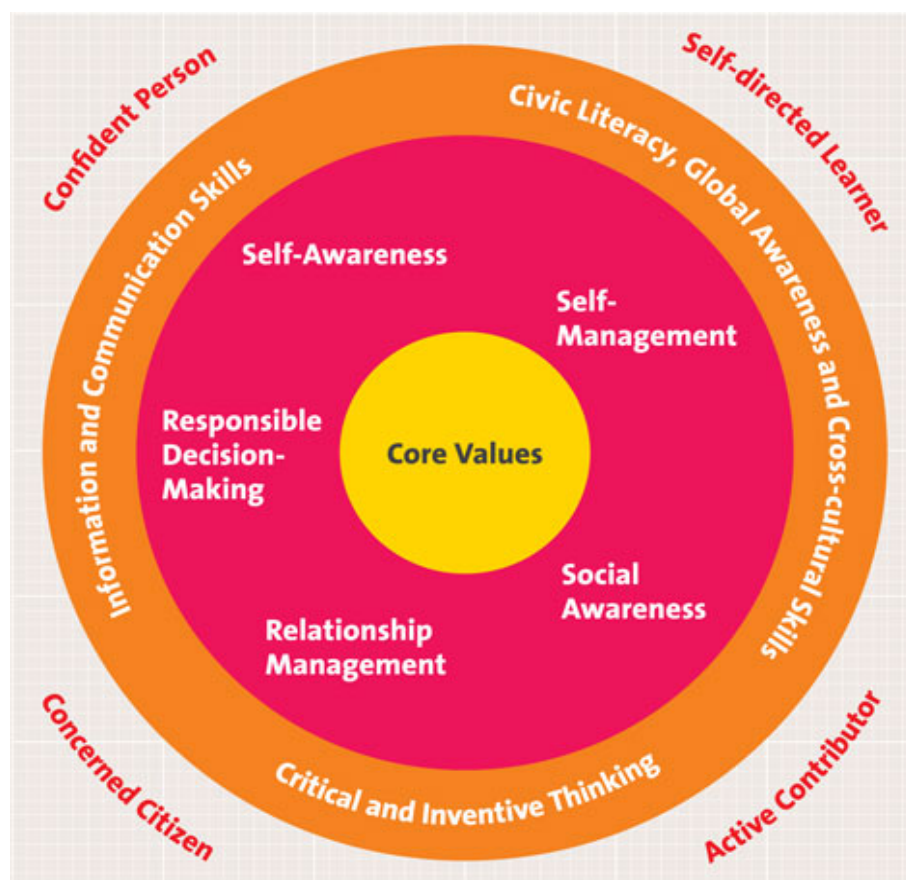 Confident Person
Self-directed Learner
Information and Communication Skills
Civic Literacy, Global Awareness and Cross-cultural Skills
Self-Awareness
Self-
Management
Responsible
Decision-
Making
Core Values
Social
Awareness
Relationship
Management
Critical and Inventive Thinking
Concerned Citizen
Active Contributor